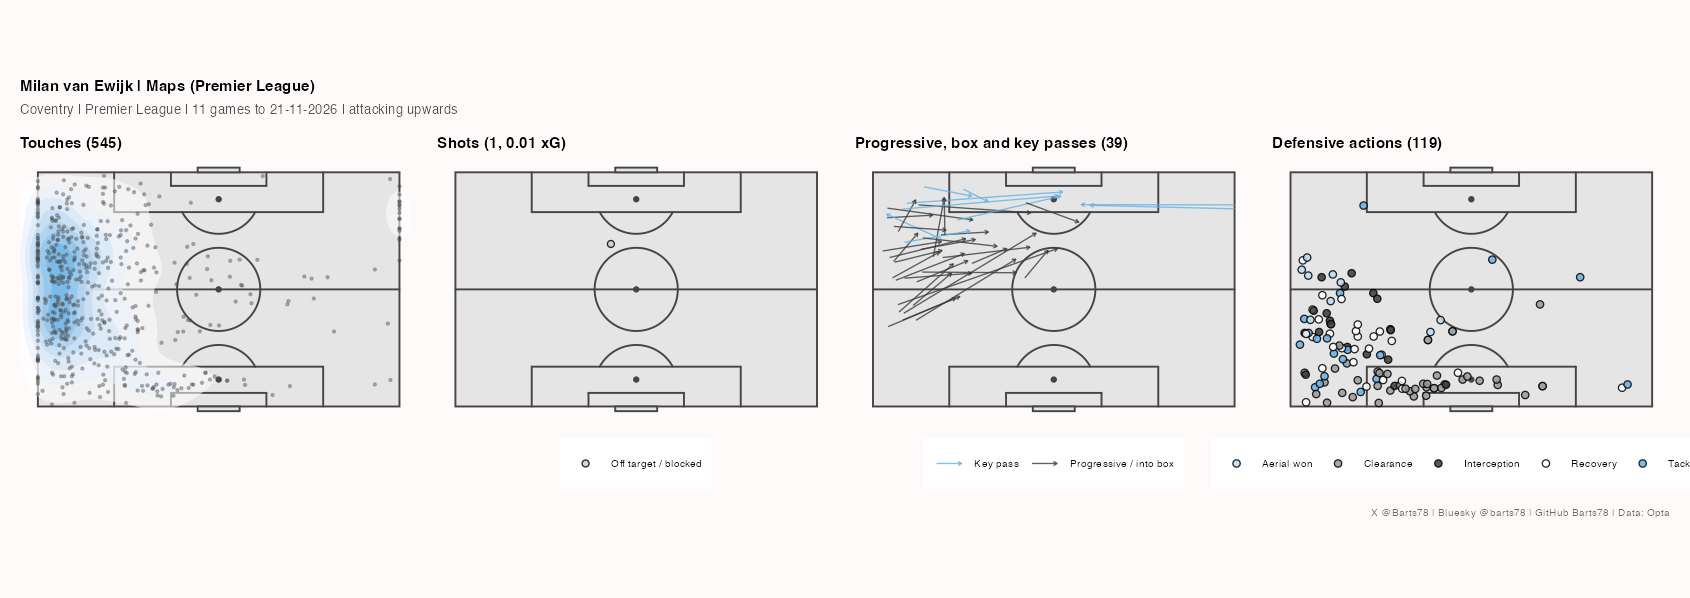 Milan van Ewijk | Maps (Premier League)
Coventry | Premier League | 11 games to 21-11-2026 | attacking upwards
Touches (545)
Shots (1, 0.01 xG)
Progressive, box and key passes (39)
Defensive actions (119)
Off target / blocked
Key pass
Progressive / into box
Aerial won
Clearance
Interception
Recovery
Tack
X @Barts78 | Bluesky @barts78 | GitHub Barts78 | Data: Opta